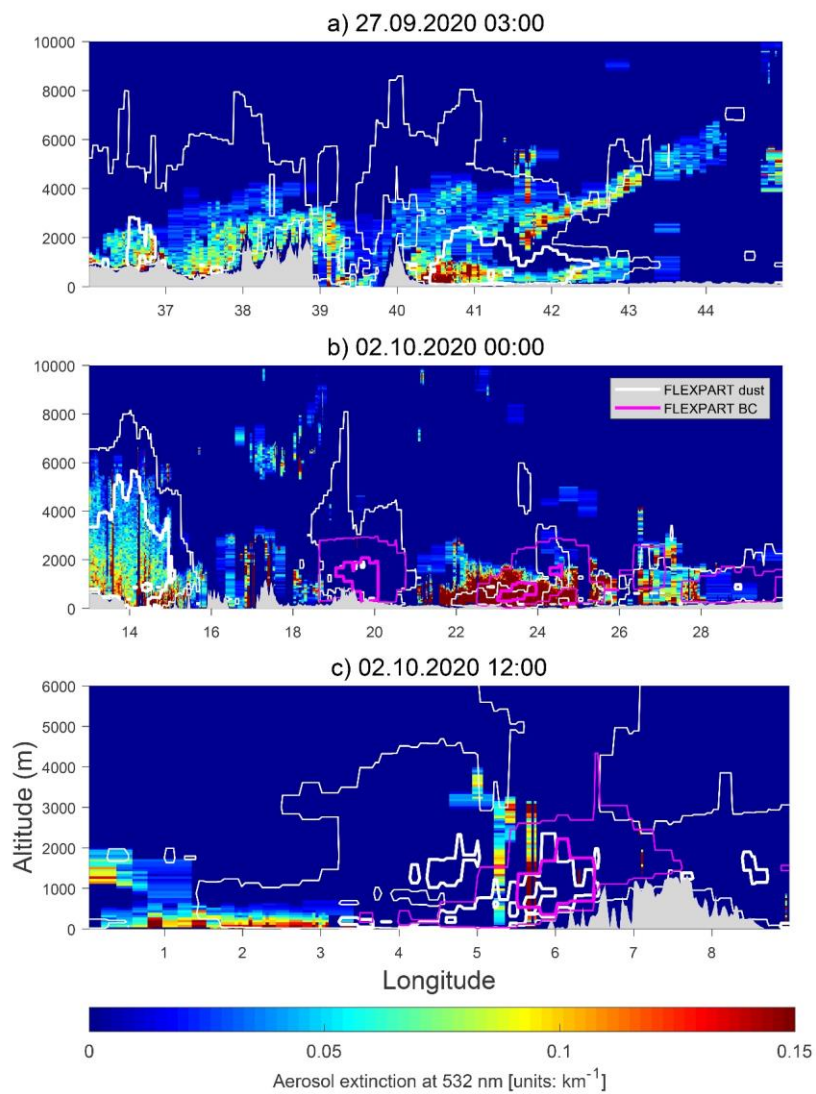 a) 27.09.2020 03:00
10000
8000
6000
4000
2000
0
37 38 39 40 41 42 43 44
b) 02.10.2020 00:00
10000
8000
6000
4000
2000
0
FLEXPART dust
FLEXPART BC
14 16 18 20 22 24 26 28
c) 02.10.2020 12:00
6000
5000
4000
3000
2000
1000
0
Altitude (m)
1 2 3 4 5 6 7 8
Longitude
0 0.05 0.1 0.15
Aerosol extinction at 532 nm [units: km⁻¹]